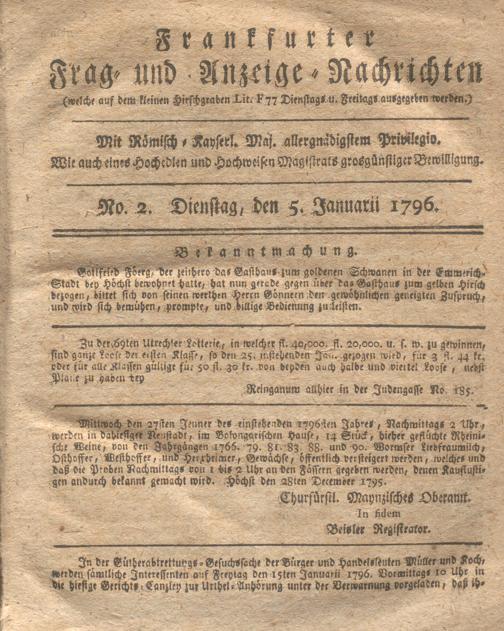 Frankfurter
Frag- und Anzeige-Nachrichten
(welche auf dem kleinen Hirschgraben Lit. F 77 Dienstags u. Freitags ausgegeben werden.)
Mit Römisch-Kayserl. Maj. allergnädigstem Privilegio.
Wie auch eines Hochedlen und Hochweisen Magistrats grosgünstiger Bewilligung.
No. 2. Dienstag, den 5. Januarii 1796.
Bekanntmachung.
Gottfried Föerg, der zeithero das Gasthaus zum goldenen Schwanen in der Emmerich-
Stadt bey Höchst bewohnet hatte, hat nun gerade gegen über das Gasthaus zum gelben Hirsch
bezogen, bittet sich von seinen werthen Herrn Gönnern den gewöhnlichen geneigten Zuspruch,
und wird sich bemühen, prompte, und billige Bedienung zu leisten.
Zu der 69ten Utrechter Lotterie, in welcher fl. 40,000. fl. 20,000 u. s. w. zu gewinnen,
sind ganze Loose der ersten Klasse, so den 25. instehenden Jan. gezogen wird, für 3 fl. 44 kr.
oder für alle Klassen gültige für 50 fl. 30 kr. von beyden auch halbe und viertel Loose, nebst
Plane zu haben bey
Reinganum allhier in der Judengasse No. 185.
Mittwoch den 27sten Jenner des einstehenden 1796ten Jahres, Nachmittags 2 Uhr,
werden in dahiesiger Neustadt, im Bolongarischen Hause, 14 Stück, hieher geflüchte Rheini-
sche Weine, von den Jahrgängen 1766. 79. 81. 83. 88. und 90. Wormser Liebfraumilch,
Osthoffer, Westhoffer, und Herxheimer, Gewächse, öffentlich versteigert werden, welches und
daß die Proben Nachmittags von 1 bis 2 Uhr an den Fässern gegeben werden, denen Kauflusti-
gen andurch bekannt gemacht wird. Höchst den 28sten December 1795.
Churfürstl. Maynzisches Oberamt.
In fidem
Beisler Registrator.
In der Gütherabtrettungs-Gesuchssache der Bürger und Handelsleuten Müller und Koch,
werden sämtliche Interessenten auf Freytag den 15ten Januarii 1796. Vormittags 10 Uhr in
die hiesige Gerichts-Canzley zur Urthel-Anhörung unter der Verwarnung vorgeladen, daß ih-